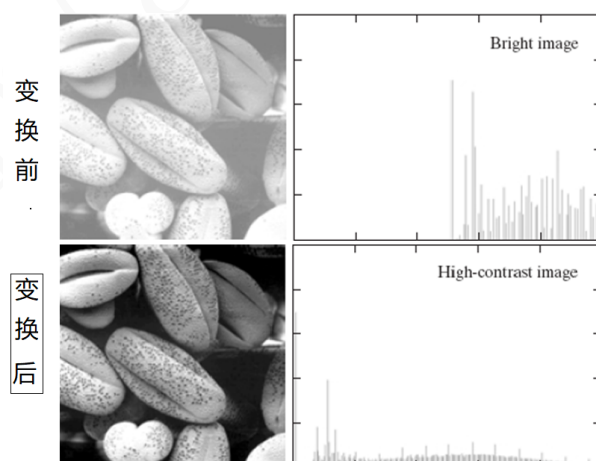 变换前
Bright image
变换后
High-contrast image